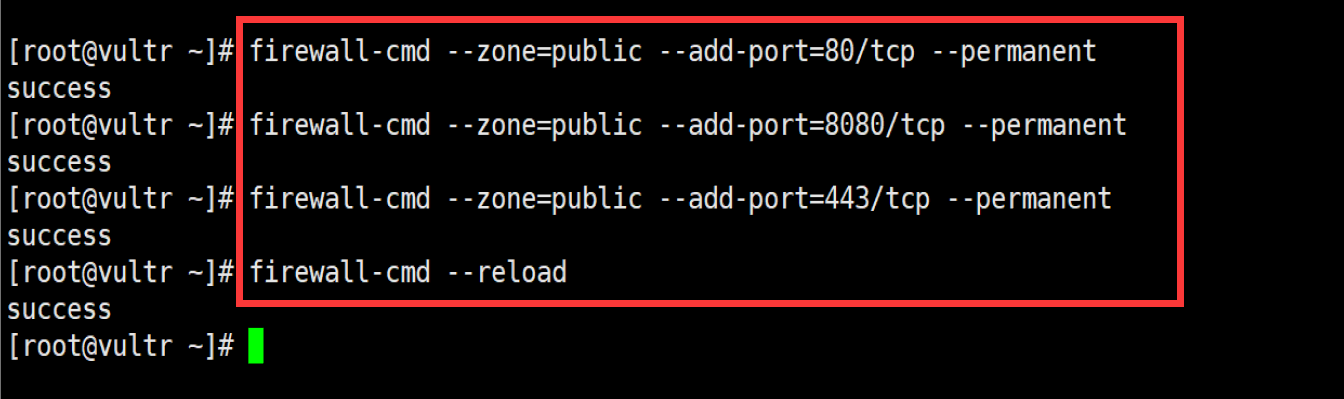 [root@vultr ~]# firewall-cmd --zone=public --add-port=80/tcp --permanent
success
[root@vultr ~]# firewall-cmd --zone=public --add-port=8080/tcp --permanent
success
[root@vultr ~]# firewall-cmd --zone=public --add-port=443/tcp --permanent
success
[root@vultr ~]# firewall-cmd --reload
success
[root@vultr ~]#